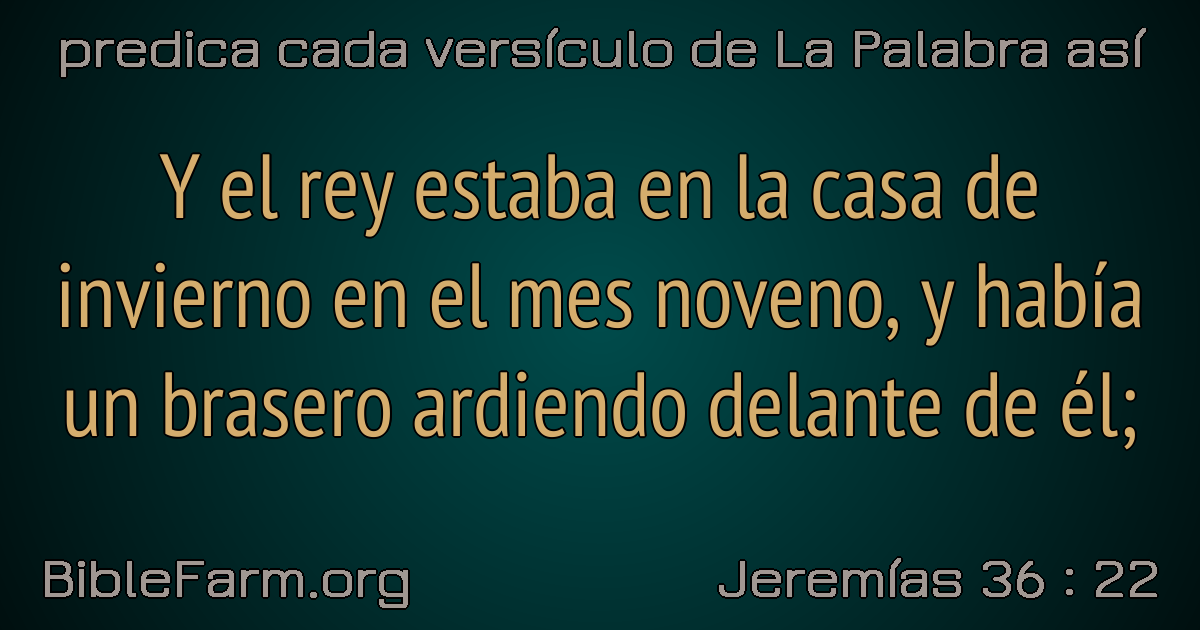 predica cada versículo de La Palabra así
Y el rey estaba en la casa de
invierno en el mes noveno, y había
un brasero ardiendo delante de él;
BibleFarm.org
Jeremías 36 : 22